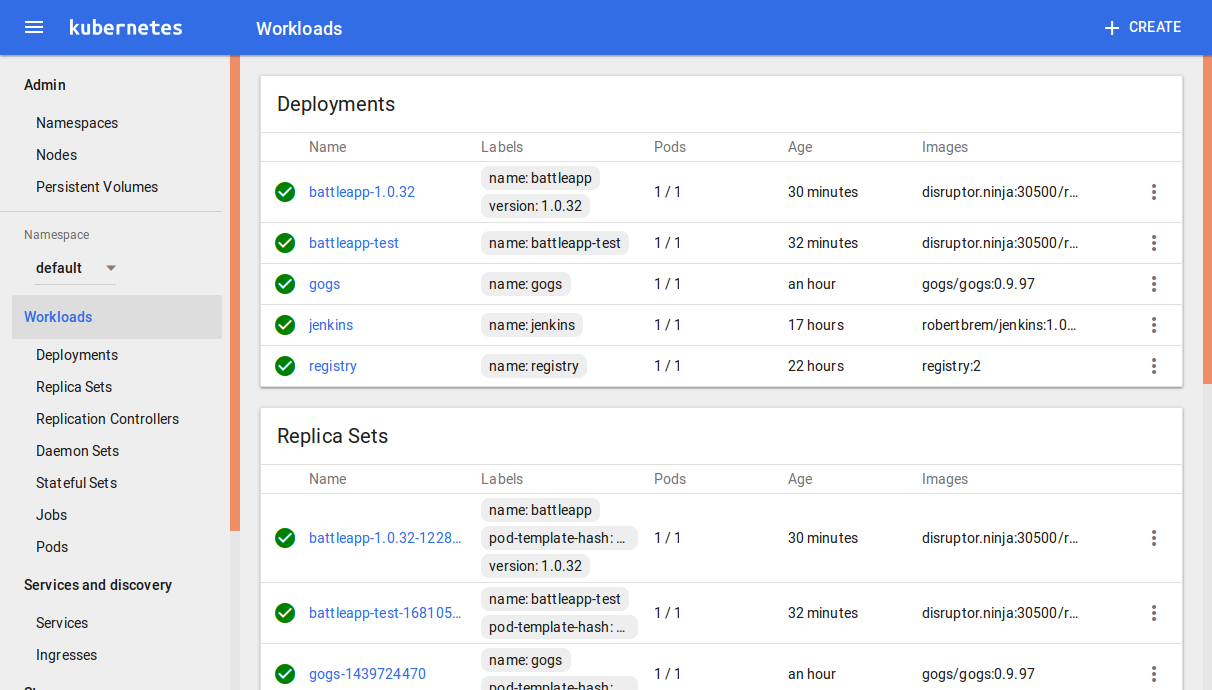 kubernetes Workloads CREATE
Admin
Namespaces
Nodes
Persistent Volumes
Namespace
default
Workloads
Deployments
Replica Sets
Replication Controllers
Daemon Sets
Stateful Sets
Jobs
Pods
Services and discovery
Services
Ingresses
Deployments
Name Labels Pods Age Images
battleapp-1.0.32 name: battleapp 1 / 1 30 minutes disruptor.ninja:30500/r...
version: 1.0.32
battleapp-test name: battleapp-test 1 / 1 32 minutes disruptor.ninja:30500/r...
gogs name: gogs 1 / 1 an hour gogs/gogs:0.9.97
jenkins name: jenkins 1 / 1 17 hours robertbrem/jenkins:1.0...
registry name: registry 1 / 1 22 hours registry:2
Replica Sets
Name Labels Pods Age Images
name: battleapp
battleapp-1.0.32-1228... pod-template-hash: ... 1 / 1 30 minutes disruptor.ninja:30500/r...
version: 1.0.32
name: battleapp-test
battleapp-test-168105... 1 / 1 32 minutes disruptor.ninja:30500/r...
pod-template-hash: ...
name: gogs
gogs-1439724470 1 / 1 an hour gogs/gogs:0.9.97
pod-template-hash: